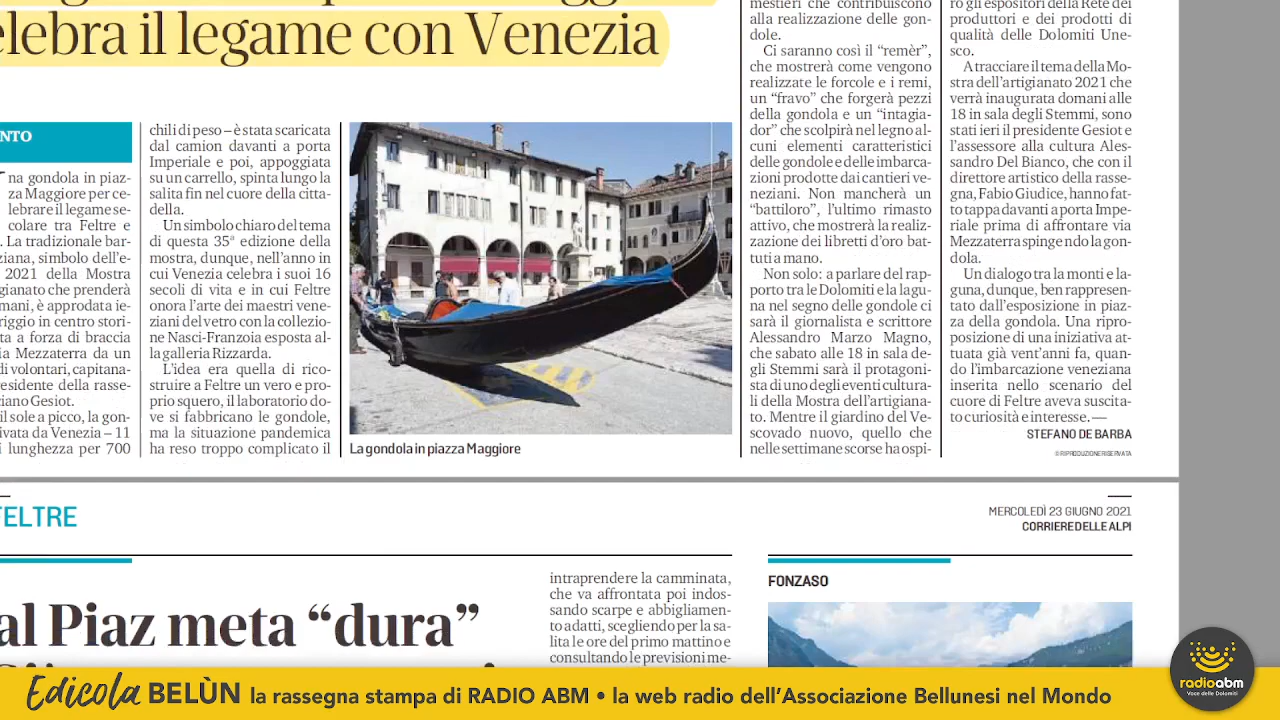 elebra il legame con Venezia
NTO
na gondola in piaz-
za Maggiore per ce-
lebrare il legame se-
colare tra Feltre e
. La tradizionale bar-
ziana, simbolo dell'e-
2021 della Mostra
igianato che prenderà
mani, è approdata ie-
riggio in centro stori-
ta a forza di braccia
ia Mezzaterra da un
di volontari, capitana-
residente della rasse-
ciano Gesiot.
il sole a picco, la gon-
ivata da Venezia – 11
i lunghezza per 700
chili di peso – è stata scaricata
dal camion davanti a porta
Imperiale e poi, appoggiata
su un carrello, spinta lungo la
salita fin nel cuore della citta-
della.
Un simbolo chiaro del tema
di questa 35ª edizione della
mostra, dunque, nell'anno in
cui Venezia celebra i suoi 16
secoli di vita e in cui Feltre
onora l'arte dei maestri vene-
ziani del vetro con la collezio-
ne Nasci-Franzoia esposta al-
la galleria Rizzarda.
L'idea era quella di rico-
struire a Feltre un vero e pro-
prio squero, il laboratorio do-
ve si fabbricano le gondole,
ma la situazione pandemica
ha reso troppo complicato il
La gondola in piazza Maggiore
mestieri che contribuiscono
alla realizzazione delle gon-
dole.
Ci saranno così il “remèr”,
che mostrerà come vengono
realizzate le forcole e i remi,
un “fravo” che forgerà pezzi
della gondola e un “intagia-
dor” che scolpirà nel legno al-
cuni elementi caratteristici
delle gondole e delle imbarca-
zioni prodotte dai cantieri ve-
neziani. Non mancherà un
“battiloro”, l'ultimo rimasto
attivo, che mostrerà la realiz-
zazione dei libretti d'oro bat-
tuti a mano.
Non solo: a parlare del rap-
porto tra le Dolomiti e la lagu-
na nel segno delle gondole ci
sarà il giornalista e scrittore
Alessandro Marzo Magno,
che sabato alle 18 in sala de-
gli Stemmi sarà il protagoni-
sta di uno degli eventi cultura-
li della Mostra dell'artigiana-
to. Mentre il giardino del Ve-
scovado nuovo, quello che
nelle settimane scorse ha ospi-
ro gli espositori della Rete dei
produttori e dei prodotti di
qualità delle Dolomiti Une-
sco.
A tracciare il tema della Mo-
stra dell'artigianato 2021 che
verrà inaugurata domani alle
18 in sala degli Stemmi, sono
stati ieri il presidente Gesiot e
l'assessore alla cultura Ales-
sandro Del Bianco, che con il
direttore artistico della rasse-
gna, Fabio Giudice, hanno fat-
to tappa davanti a porta Impe-
riale prima di affrontare via
Mezzaterra spingendo la gon-
dola.
Un dialogo tra la monti e la-
guna, dunque, ben rappresen-
tato dall'esposizione in piaz-
za della gondola. Una ripro-
posizione di una iniziativa at-
tuata già vent'anni fa, quan-
do l'imbarcazione veneziana
inserita nello scenario del
cuore di Feltre aveva suscita-
to curiosità e interesse. —
STEFANO DE BARBA
© RIPRODUZIONE RISERVATA
FELTRE
MERCOLEDÌ 23 GIUGNO 2021
CORRIERE DELLE ALPI
al Piaz meta “dura”
intraprendere la camminata,
che va affrontata poi indos-
sando scarpe e abbigliamen-
to adatti, scegliendo per la sa-
lita le ore del primo mattino e
consultando le previsioni me-
FONZASO
Edicola BELÙN la rassegna stampa di RADIO ABM • la web radio dell'Associazione Bellunesi nel Mondo
radioabm
Voce delle Dolomiti